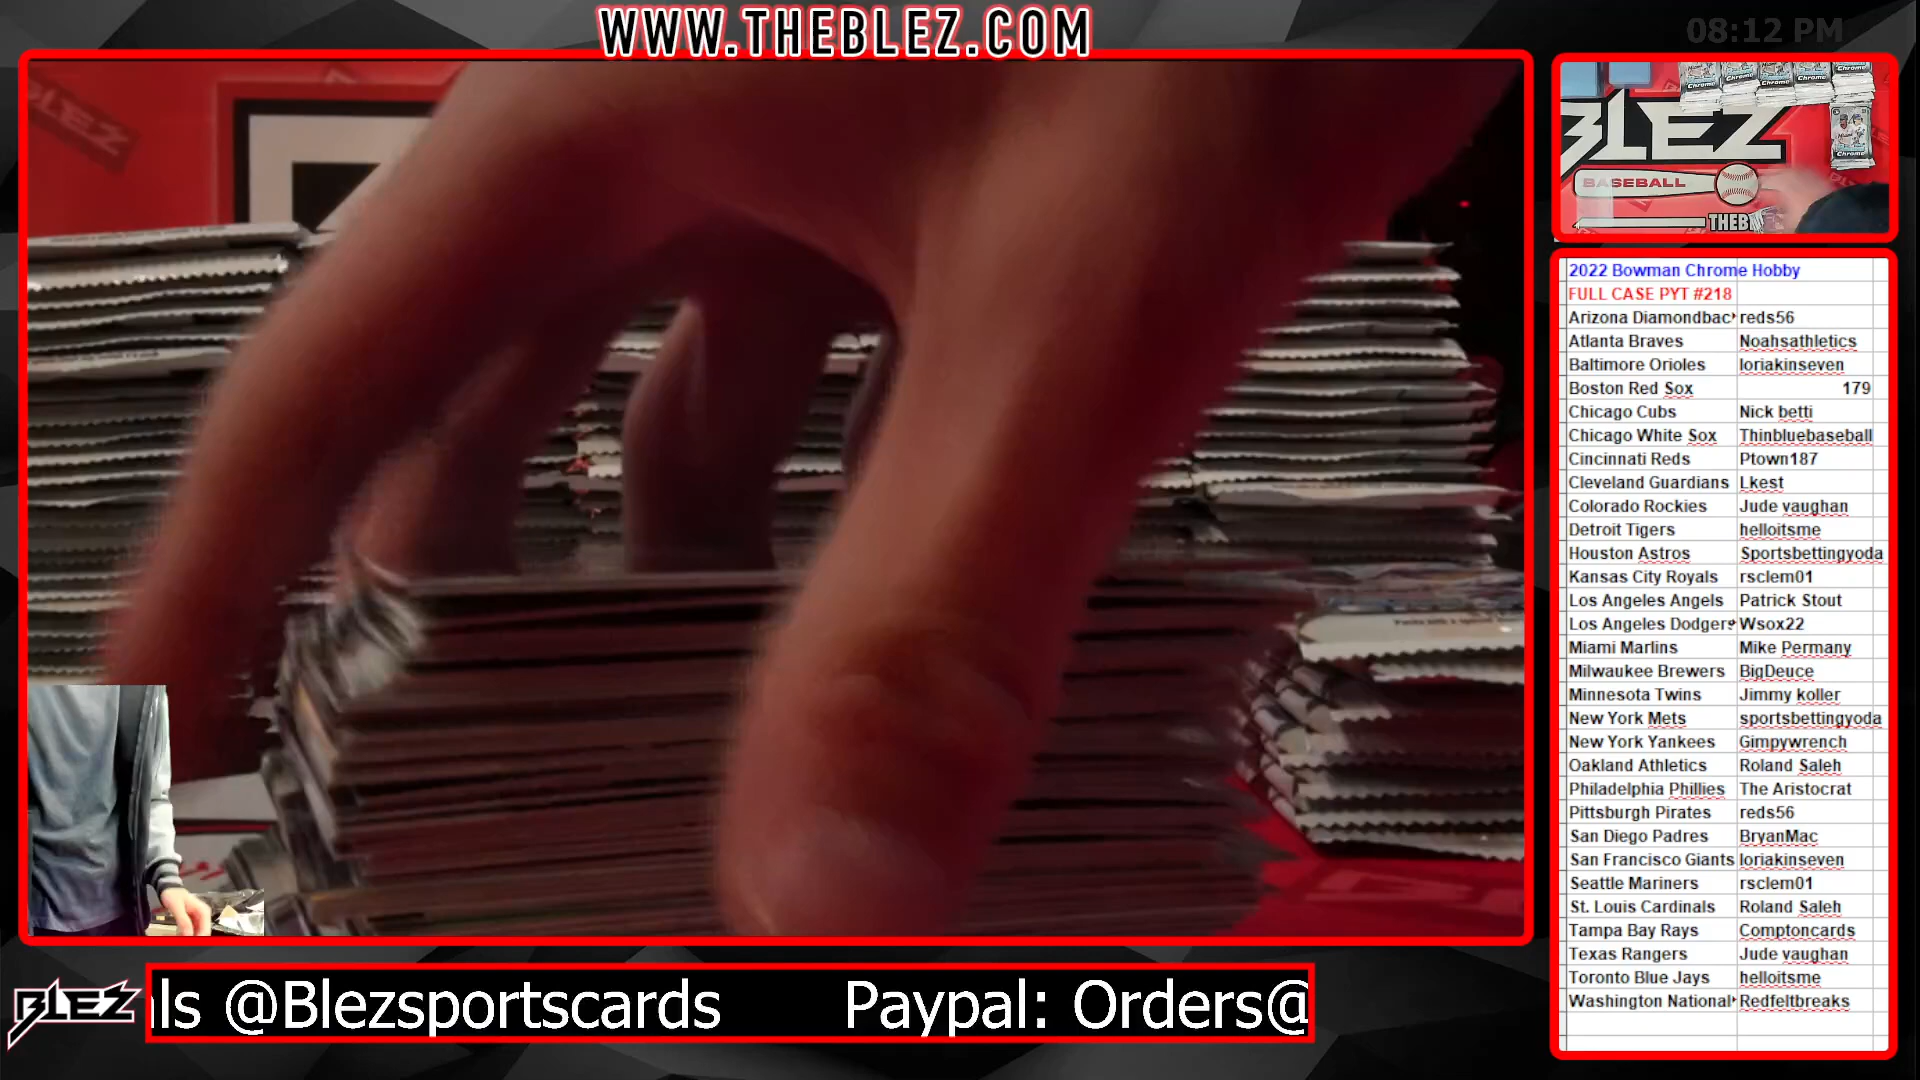 WWW.THEBLEZ.COM
08:12 PM
BLEZ
BLEZ
BASEBALL
THEB
Chrome
2022 Bowman Chrome Hobby
FULL CASE PYT #218
Arizona Diamondbac reds56
Atlanta Braves Noahsathletics
Baltimore Orioles loriakinseven
Boston Red Sox 179
Chicago Cubs Nick betti
Chicago White Sox Thinbluebaseball
Cincinnati Reds Ptown187
Cleveland Guardians Lkest
Colorado Rockies Jude vaughan
Detroit Tigers helloitsme
Houston Astros Sportsbettingyoda
Kansas City Royals rsclem01
Los Angeles Angels Patrick Stout
Los Angeles Dodgers Wsox22
Miami Marlins Mike Permany
Milwaukee Brewers BigDeuce
Minnesota Twins Jimmy koller
New York Mets sportsbettingyoda
New York Yankees Gimpywrench
Oakland Athletics Roland Saleh
Philadelphia Phillies The Aristocrat
Pittsburgh Pirates reds56
San Diego Padres BryanMac
San Francisco Giants loriakinseven
Seattle Mariners rsclem01
St. Louis Cardinals Roland Saleh
Tampa Bay Rays Comptoncards
Texas Rangers Jude vaughan
Toronto Blue Jays helloitsme
Washington National Redfeltbreaks
BLEZ
ls @Blezsportscards Paypal: Orders@